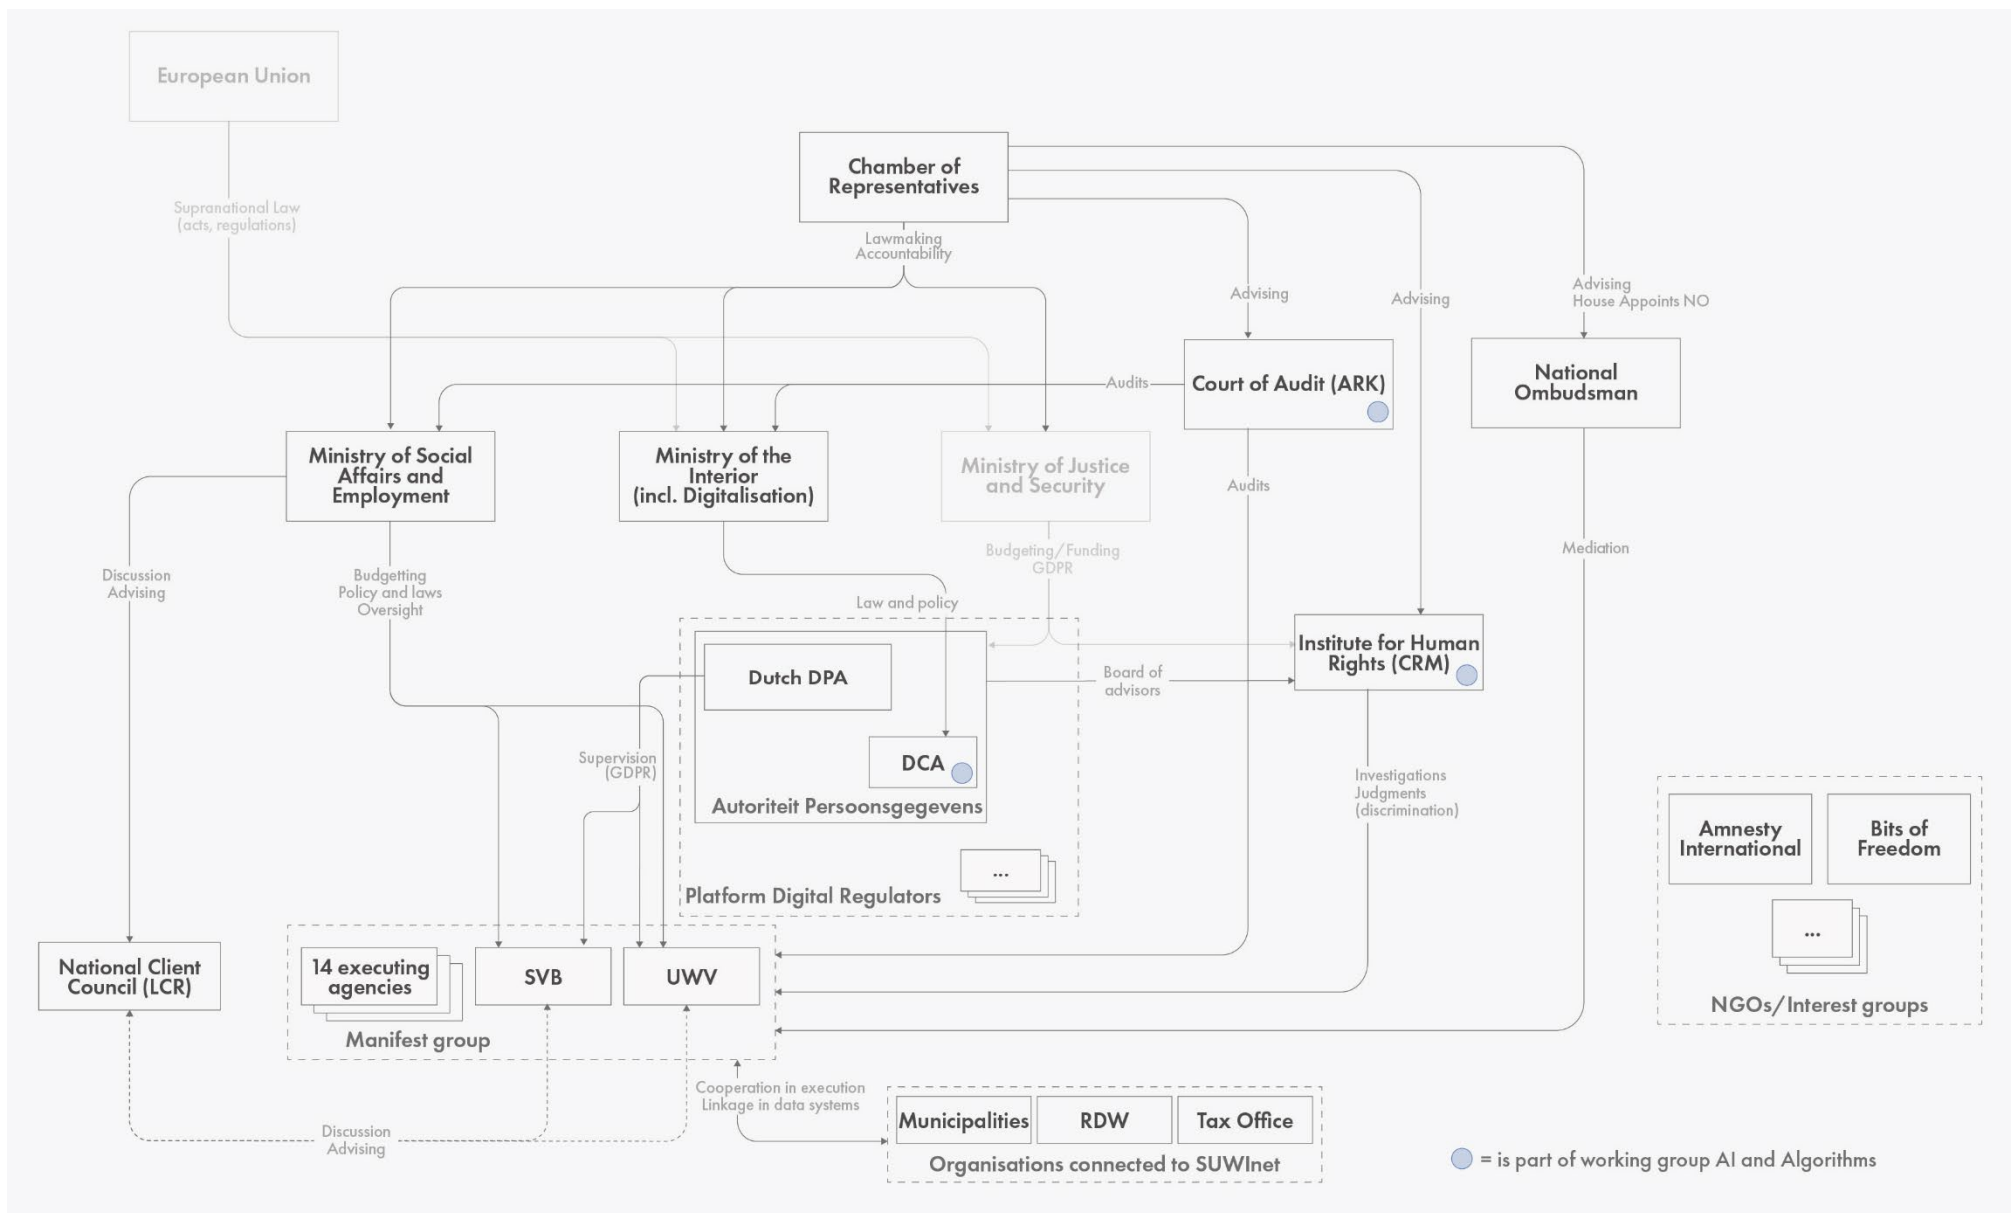 European Union
Supranational Law
(acts, regulations)
Chamber of
Representatives
Lawmaking
Accountability
Advising
Advising
Advising
House Appoints NO
Audits
Court of Audit (ARK)
National
Ombudsman
Ministry of Social
Affairs and
Employment
Ministry of the
Interior
(incl. Digitalisation)
Ministry of Justice
and Security
Audits
Mediation
Discussion
Advising
Budgetting
Policy and laws
Oversight
Budgeting/Funding
GDPR
Law and policy
Dutch DPA
Institute for Human
Rights (CRM)
Board of
advisors
Supervision
(GDPR)
DCA
Autoriteit Persoonsgegevens
Investigations
Judgments
(discrimination)
...
Platform Digital Regulators
Amnesty
International
Bits of
Freedom
...
NGOs/Interest groups
National Client
Council (LCR)
14 executing
agencies
SVB
UWV
Manifest group
Cooperation in execution
Linkage in data systems
Discussion
Advising
Municipalities
RDW
Tax Office
Organisations connected to SUWInet
= is part of working group AI and Algorithms